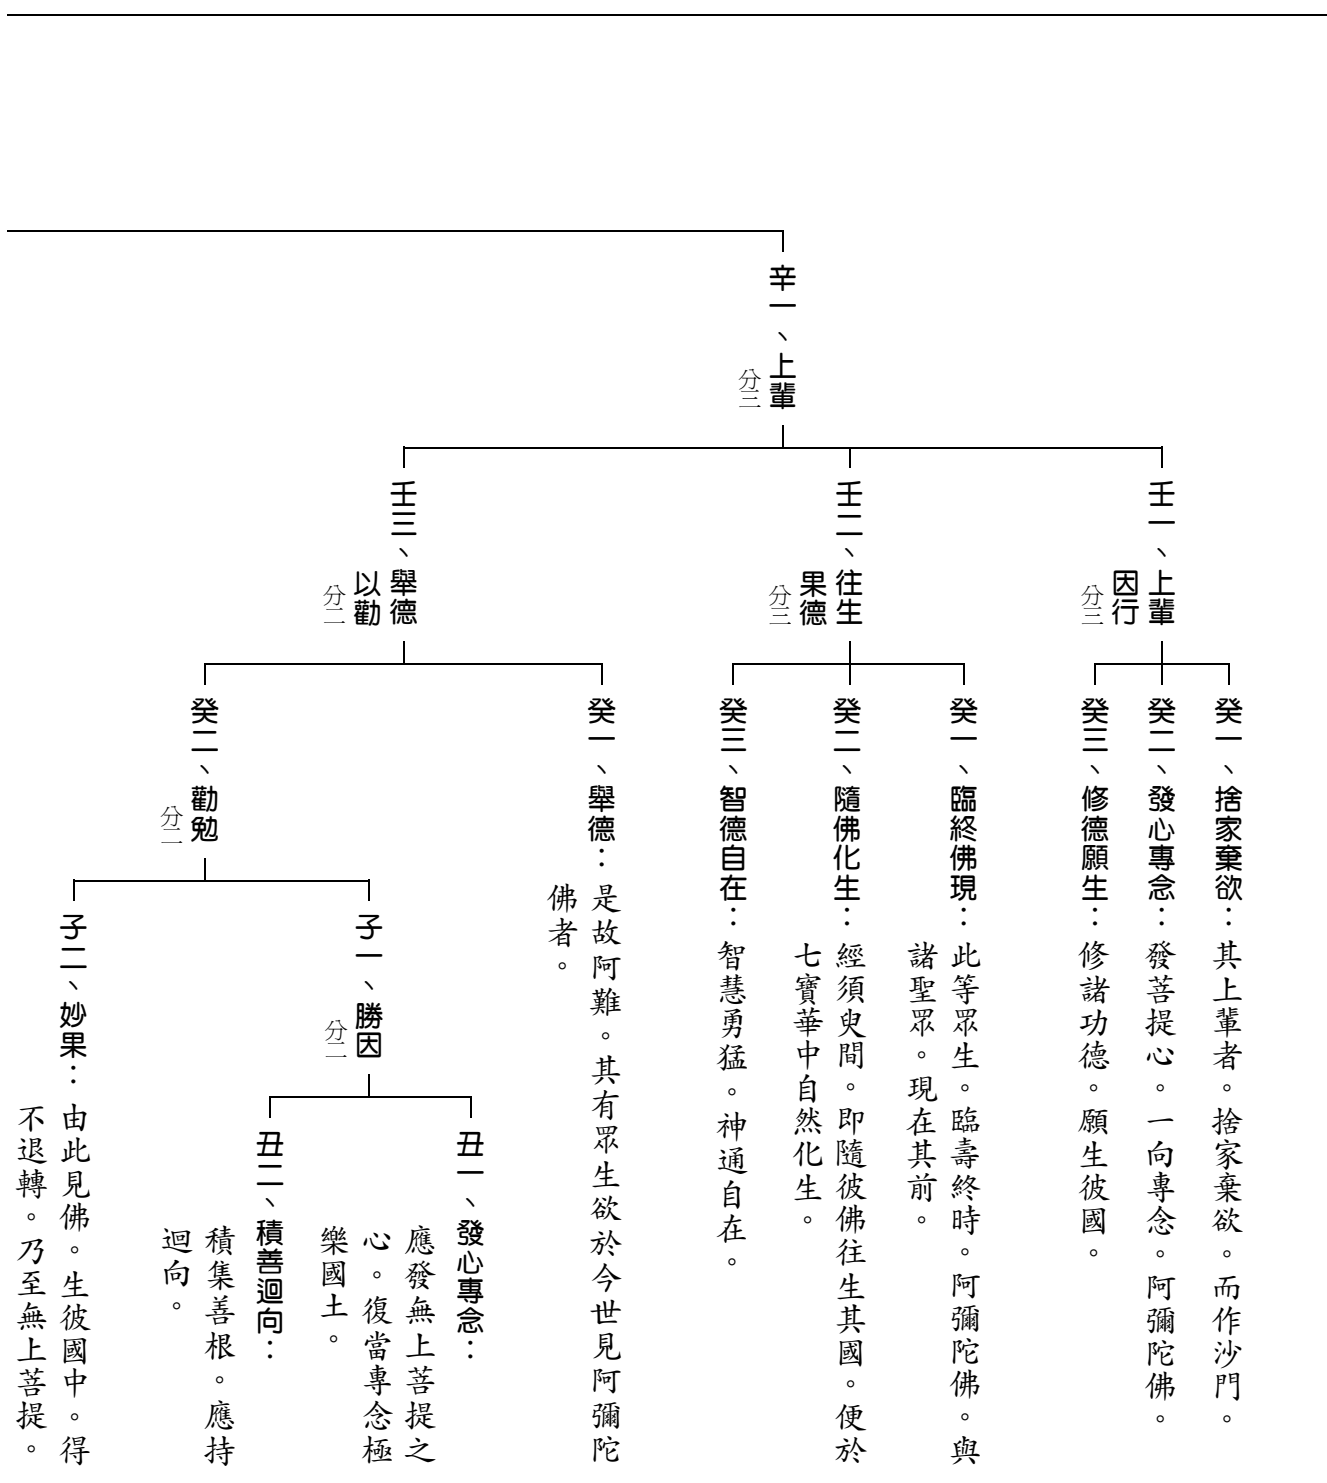 辛一、上輩
分三
壬一、上輩
因行
分三
癸一、捨家棄欲：其上輩者。捨家棄欲。而作沙門。
癸二、發心專念：發菩提心。一向專念。阿彌陀佛。
癸三、修德願生：修諸功德。願生彼國。
壬二、往生
果德
分三
癸一、臨終佛現：此等眾生。臨壽終時。阿彌陀佛。與
諸聖眾。現在其前。
癸二、隨佛化生：經須臾間。即隨彼佛往生其國。便於
七寶華中自然化生。
癸三、智德自在：智慧勇猛。神通自在。
壬三、舉德
以勸
分二
癸一、舉德：是故阿難。其有眾生欲於今世見阿彌陀
佛者。
癸二、勸勉
分二
子一、勝因
分二
丑一、發心專念：
應發無上菩提之
心。復當專念極
樂國土。
丑二、積善迴向：
積集善根。應持
迴向。
子二、妙果：由此見佛。生彼國中。得
不退轉。乃至無上菩提。